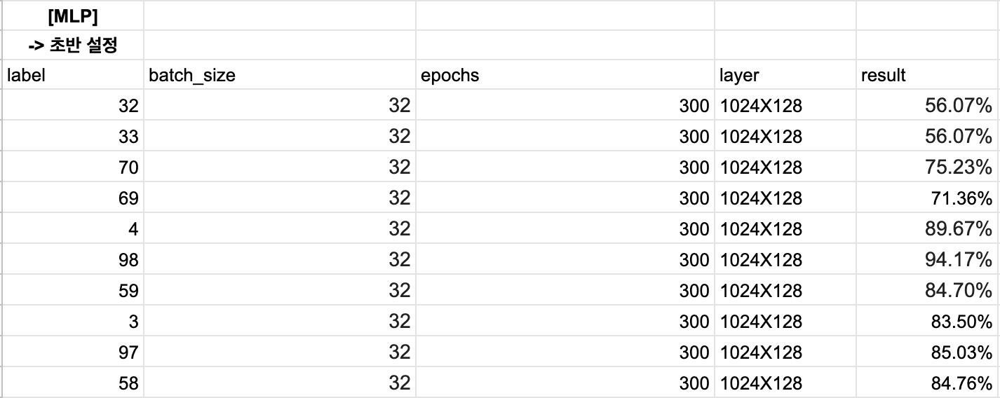 [MLP]
-> 초반 설정
label batch_size epochs layer result
32 32 300 1024X128 56.07%
33 32 300 1024X128 56.07%
70 32 300 1024X128 75.23%
69 32 300 1024X128 71.36%
4 32 300 1024X128 89.67%
98 32 300 1024X128 94.17%
59 32 300 1024X128 84.70%
3 32 300 1024X128 83.50%
97 32 300 1024X128 85.03%
58 32 300 1024X128 84.76%